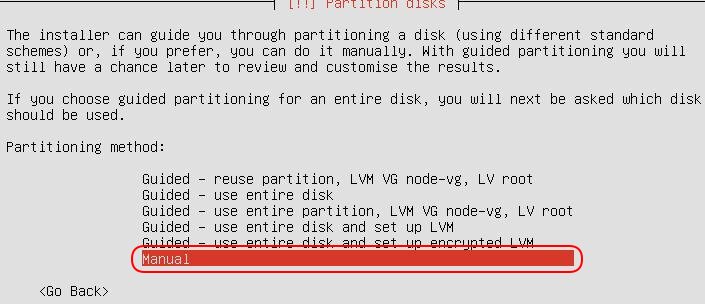 [!!] Partition disks
The installer can guide you through partitioning a disk (using different standard
schemes) or, if you prefer, you can do it manually. With guided partitioning you will
still have a chance later to review and customise the results.
If you choose guided partitioning for an entire disk, you will next be asked which disk
should be used.
Partitioning method:
Guided - reuse partition, LVM VG node-vg, LV root
Guided - use entire disk
Guided - use entire partition, LVM VG node-vg, LV root
Guided - use entire disk and set up LVM
Guided - use entire disk and set up encrypted LVM
Manual
<Go Back>